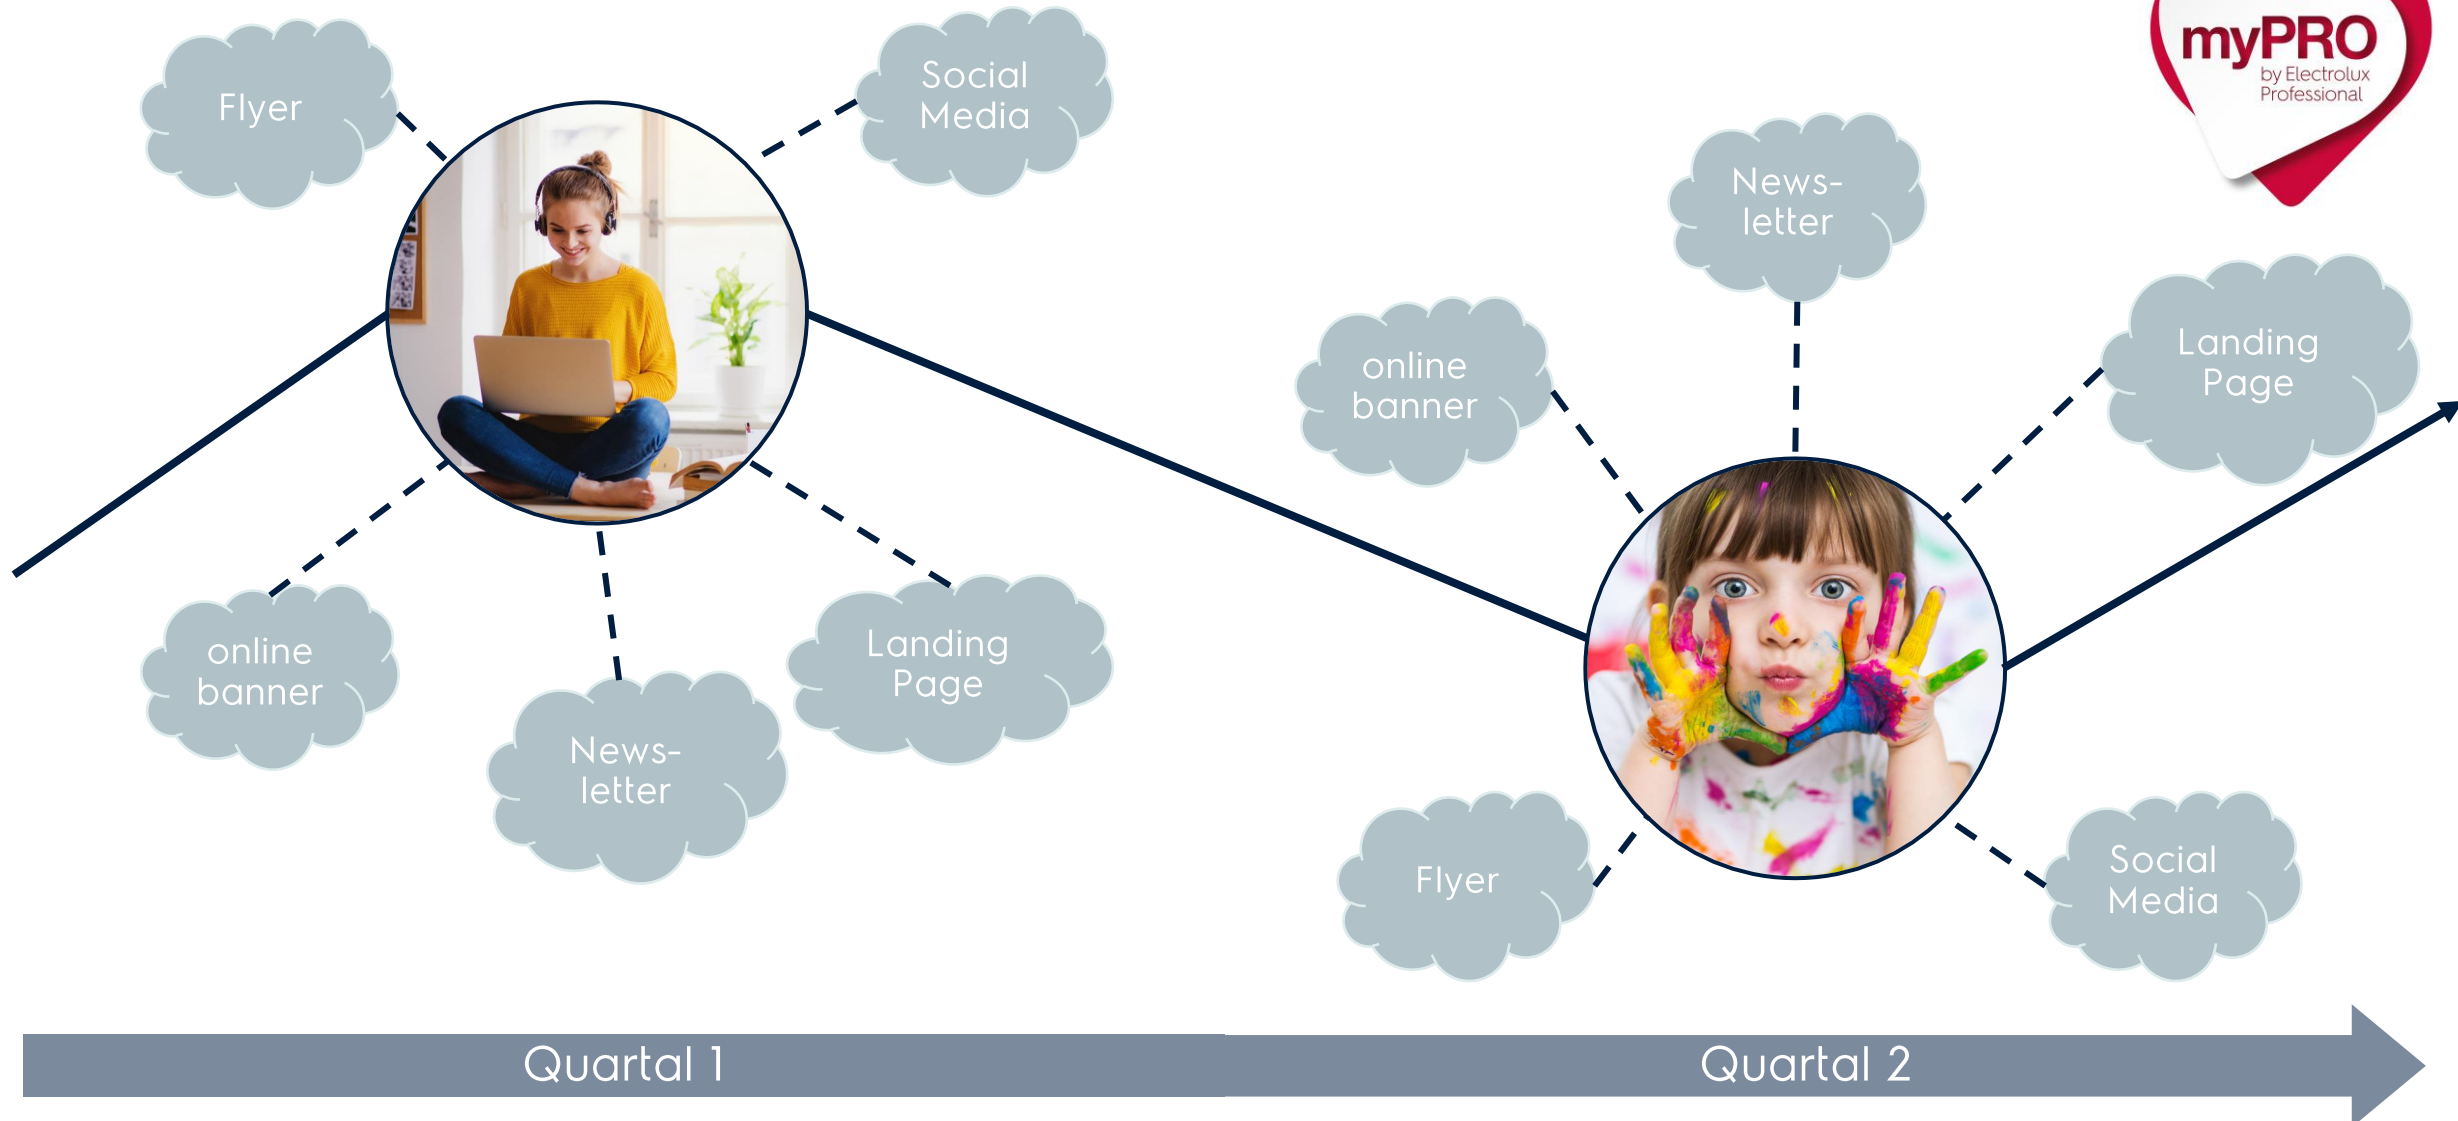 Flyer
Social
Media
online
banner
News-
letter
Landing
Page
myPRO
by Electrolux
Professional
News-
letter
online
banner
Landing
Page
Flyer
Social
Media
Quartal 1
Quartal 2